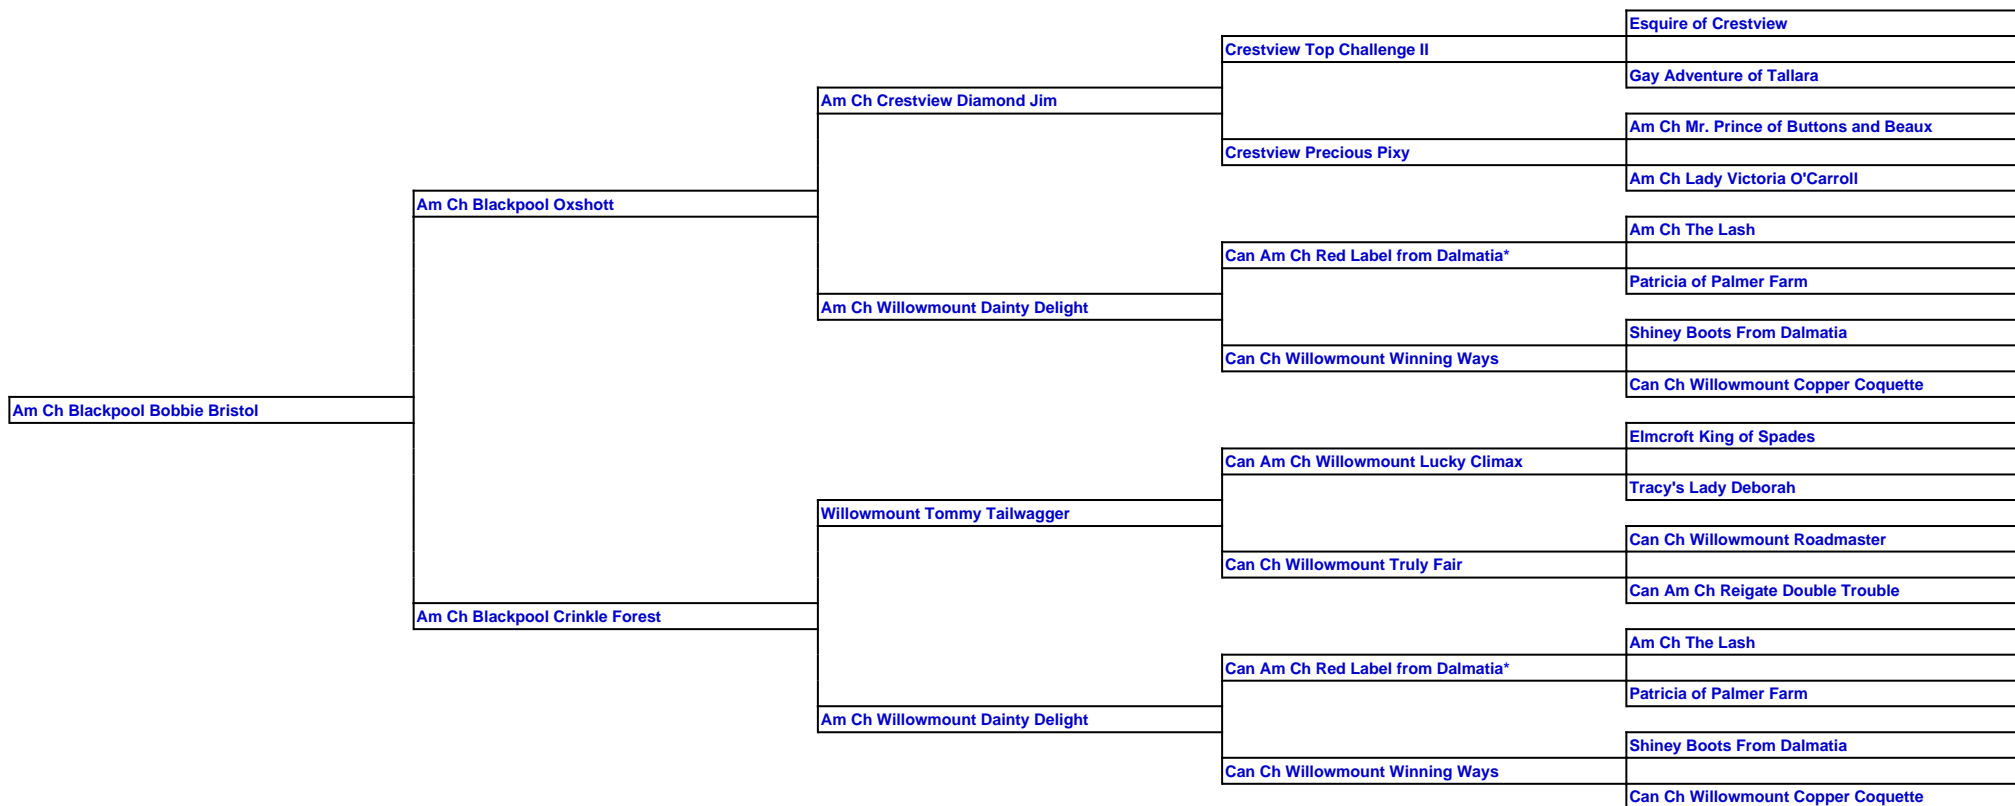 Esquire of Crestview
Crestview Top Challenge II
Gay Adventure of Tallara
Am Ch Crestview Diamond Jim
Am Ch Mr. Prince of Buttons and Beaux
Crestview Precious Pixy
Am Ch Lady Victoria O'Carroll
Am Ch Blackpool Oxshott
Am Ch The Lash
Can Am Ch Red Label from Dalmatia*
Patricia of Palmer Farm
Am Ch Willowmount Dainty Delight
Shiney Boots From Dalmatia
Can Ch Willowmount Winning Ways
Can Ch Willowmount Copper Coquette
Am Ch Blackpool Bobbie Bristol
Elmcroft King of Spades
Can Am Ch Willowmount Lucky Climax
Tracy's Lady Deborah
Willowmount Tommy Tailwagger
Can Ch Willowmount Roadmaster
Can Ch Willowmount Truly Fair
Can Am Ch Reigate Double Trouble
Am Ch Blackpool Crinkle Forest
Am Ch The Lash
Can Am Ch Red Label from Dalmatia*
Patricia of Palmer Farm
Am Ch Willowmount Dainty Delight
Shiney Boots From Dalmatia
Can Ch Willowmount Winning Ways
Can Ch Willowmount Copper Coquette